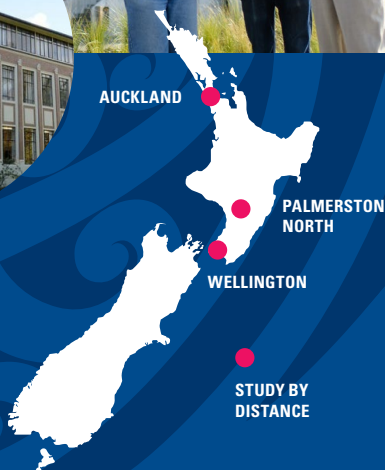 AUCKLAND
PALMERSTON
NORTH
WELLINGTON
STUDY BY
DISTANCE